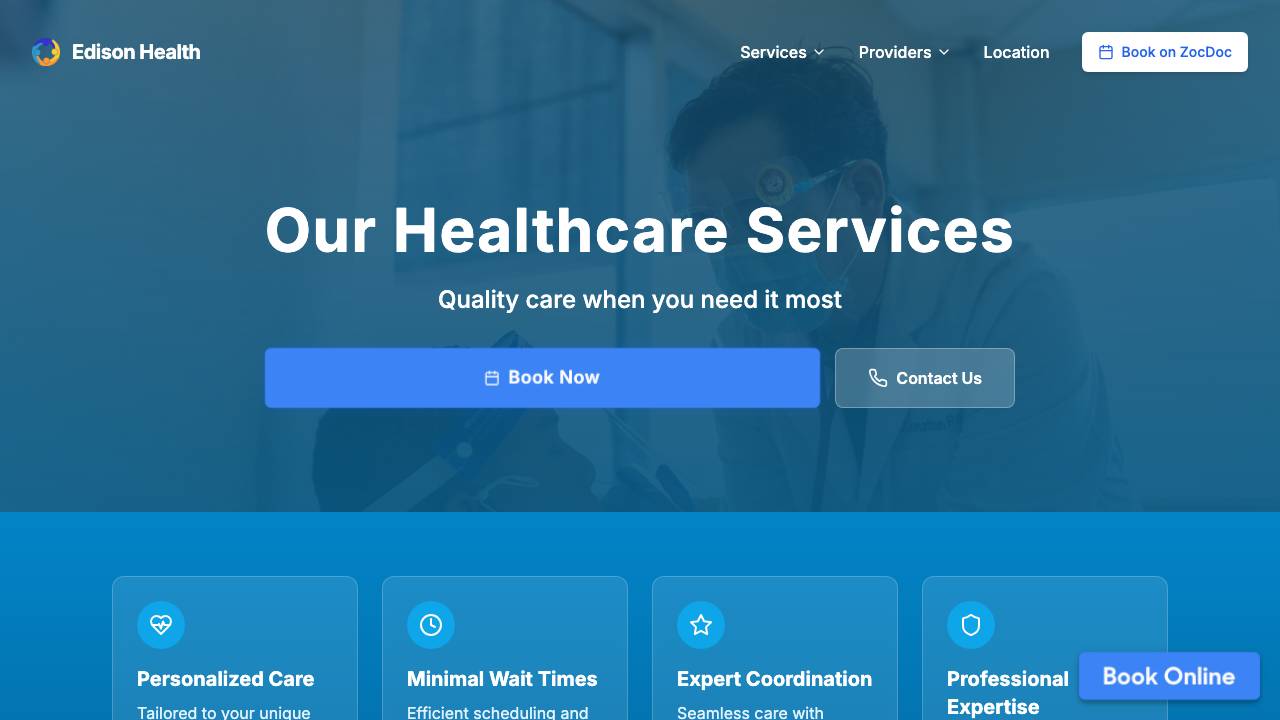 Edison Health
Services
Providers
Location
Book on ZocDoc
Our Healthcare Services
Quality care when you need it most
Book Now
Contact Us
Personalized Care
Tailored to your unique
Minimal Wait Times
Efficient scheduling and
Expert Coordination
Seamless care with
Professional
Expertise
Book Online